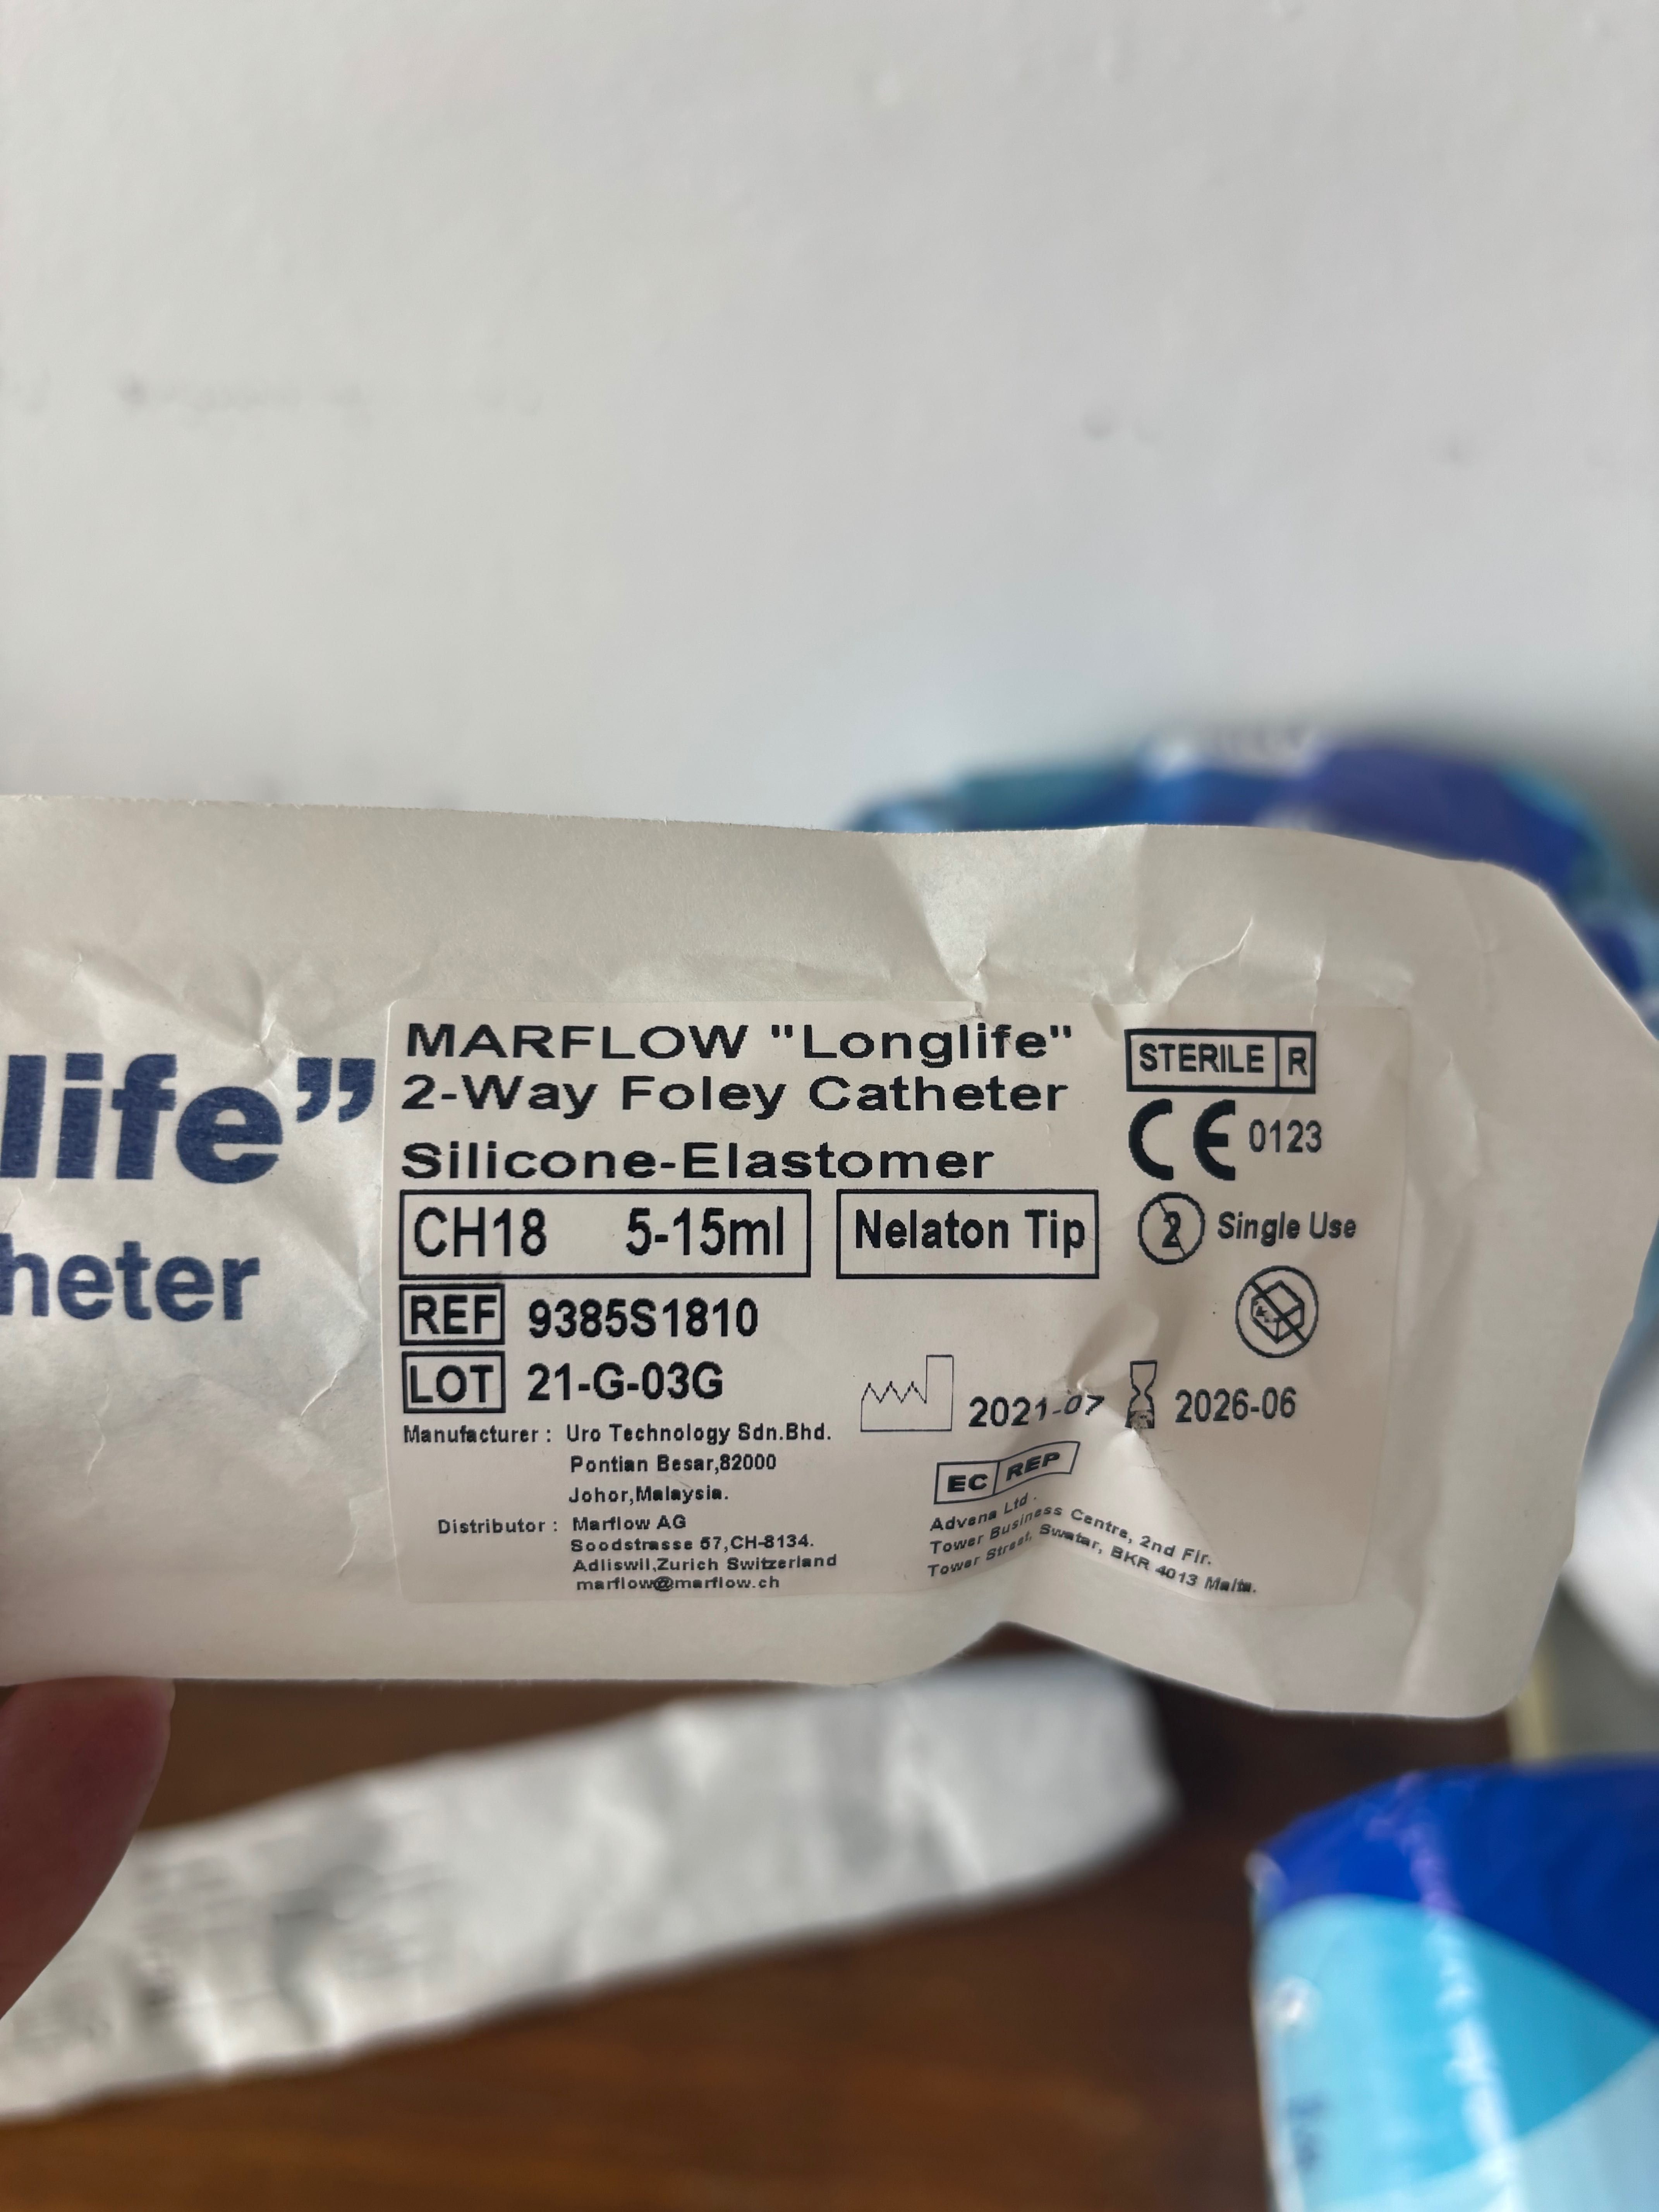 life”
heter
MARFLOW "Longlife"
2-Way Foley Catheter
Silicone-Elastomer
CH18 5-15ml
Nelaton Tip
REF 9385S1810
LOT 21-G-03G
Manufacturer : Uro Technology Sdn.Bhd.
Pontian Besar,82000
Johor,Malaysia.
Distributor : Marflow AG
Soodstrasse 57,CH-8134.
Adliswil,Zurich Switzerland
marflow@marflow.ch
STERILE R
CE 0123
2 Single Use
2021-07 2026-06
EC REP
Advena Ltd.
Tower Business Centre, 2nd Flr.
Tower Street, Swatar, BKR 4013 Malta.